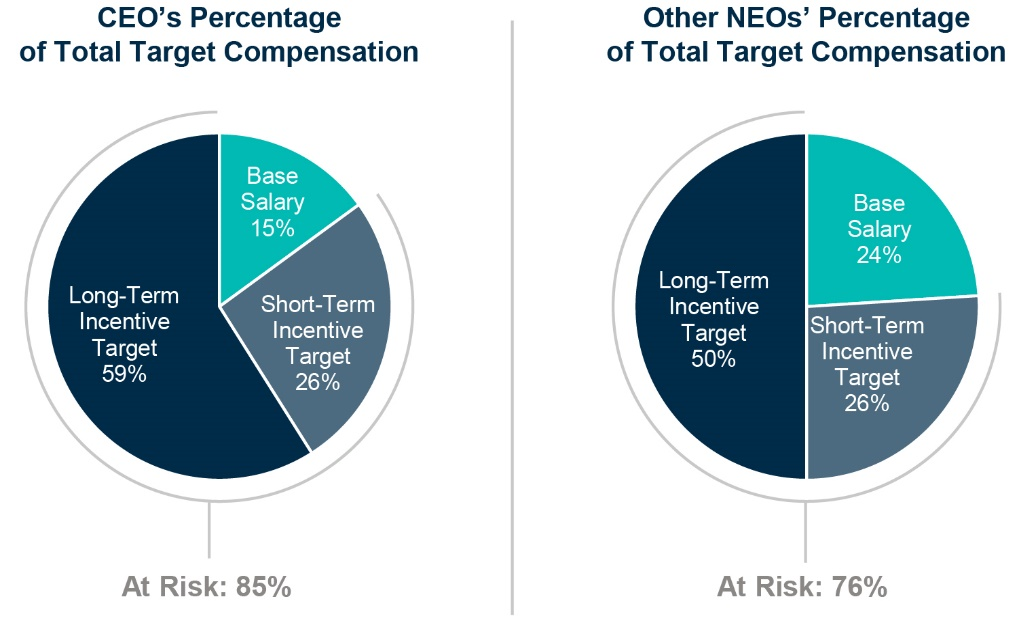 CEO’s Percentage
of Total Target Compensation
Base
Salary
15%
Long-Term
Incentive
Target
59%
Short-Term
Incentive
Target
26%
At Risk: 85%
Other NEOs’ Percentage
of Total Target Compensation
Base
Salary
24%
Long-Term
Incentive
Target
50%
Short-Term
Incentive
Target
26%
At Risk: 76%